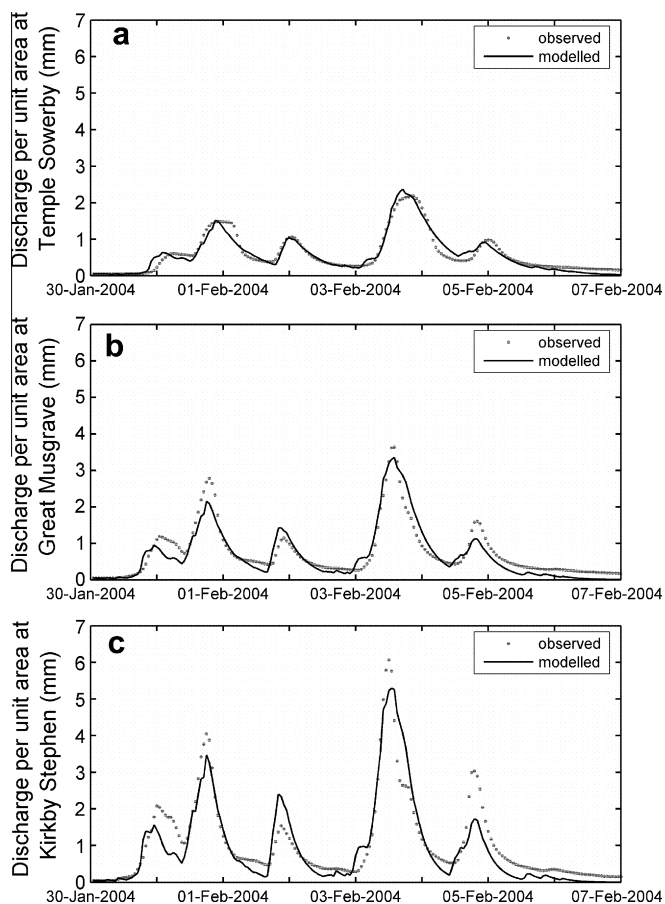 Discharge per unit area at
Temple Sowerby (mm)
a
observed
modelled
7
6
5
4
3
2
1
0
30-Jan-2004 01-Feb-2004 03-Feb-2004 05-Feb-2004 07-Feb-2004
Discharge per unit area at
Great Musgrave (mm)
b
observed
modelled
7
6
5
4
3
2
1
0
30-Jan-2004 01-Feb-2004 03-Feb-2004 05-Feb-2004 07-Feb-2004
Discharge per unit area at
Kirkby Stephen (mm)
c
observed
modelled
7
6
5
4
3
2
1
0
30-Jan-2004 01-Feb-2004 03-Feb-2004 05-Feb-2004 07-Feb-2004